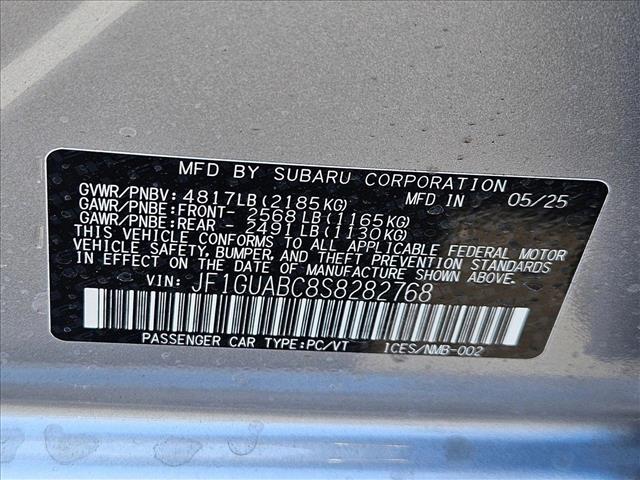 MFD BY SUBARU CORPORATION
GVWR/PNBV: 4817LB(2185KG) MFD IN 05/25
GAWR/PNBE:FRONT- 2568LB(1165KG)
GAWR/PNBE:REAR - 2491LB(1130KG)
THIS VEHICLE CONFORMS TO ALL APPLICABLE FEDERAL MOTOR
VEHICLE SAFETY, BUMPER, AND THEFT PREVENTION STANDARDS
IN EFFECT ON THE DATE OF MANUFACTURE SHOWN ABOVE.
VIN: JF1GUABC8S8282768
PASSENGER CAR TYPE:PC/VT ICES/NMB-002